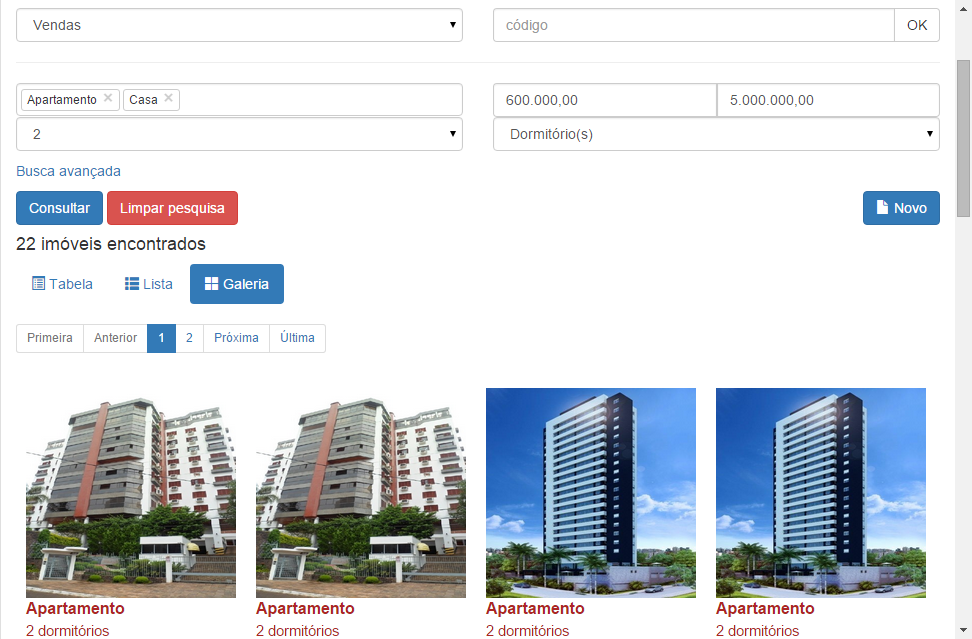 Vendas
código OK
Apartamento × Casa ×
600.000,00 5.000.000,00
2
Dormitório(s)
Busca avançada
Consultar Limpar pesquisa Novo
22 imóveis encontrados
Tabela Lista Galeria
Primeira Anterior 1 2 Próxima Última
Apartamento Apartamento Apartamento Apartamento
2 dormitórios 2 dormitórios 2 dormitórios 2 dormitórios